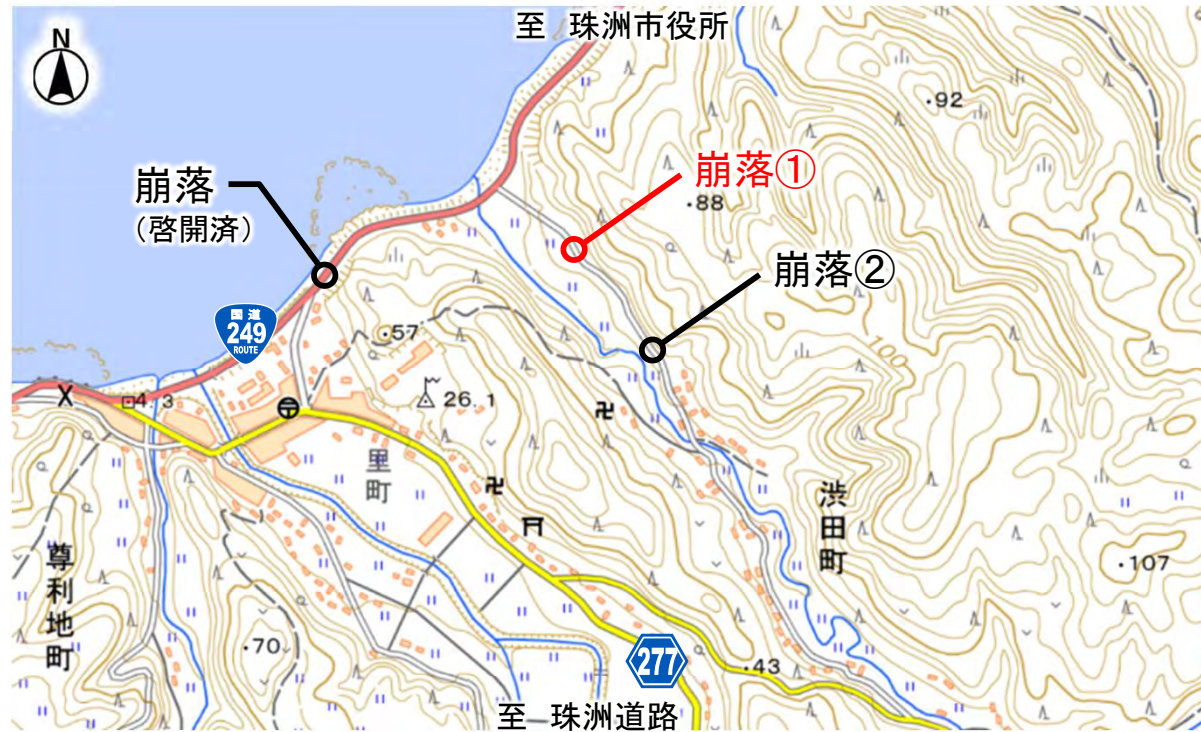 至 珠洲市役所
N
92
崩落①
崩落
(啓開済)
88
崩落②
国道
249
ROUTE
57
100
4.3
26.1
里町
渋田町
尊利地町
107
70
277
43
至 珠洲道路